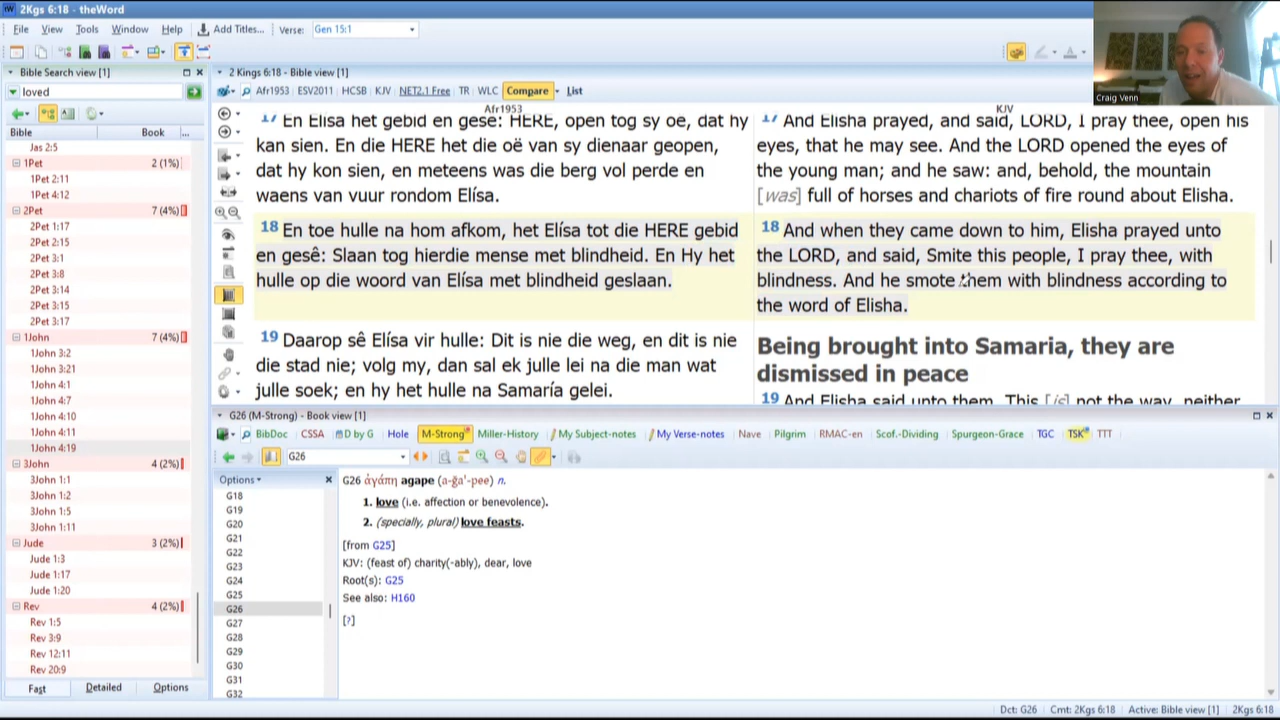 2Kgs 6:18 - theWord
File View Tools Window Help Add Titles... Verse: Gen 15:1
Bible Search view [1]
loved
Bible Book ...
Jas 2:5
1Pet 2 (1%)
1Pet 2:11
1Pet 4:12
2Pet 7 (4%)
2Pet 1:17
2Pet 2:15
2Pet 3:1
2Pet 3:8
2Pet 3:14
2Pet 3:15
2Pet 3:17
1John 7 (4%)
1John 3:2
1John 3:21
1John 4:1
1John 4:7
1John 4:10
1John 4:11
1John 4:19
3John 4 (2%)
3John 1:1
3John 1:2
3John 1:5
3John 1:11
Jude 3 (2%)
Jude 1:3
Jude 1:17
Jude 1:20
Rev 4 (2%)
Rev 1:5
Rev 3:9
Rev 12:11
Rev 20:9
Fast Detailed Options
2 Kings 6:18 - Bible view [1]
Afr1953 ESV2011 HCSB KJV NET2.1 Free TR WLC Compare List
Afr1953
17 En Elísa het gebid en gesê: HERE, open tog sy oë, dat hy
kan sien. En die HERE het die oë van sy dienaar geopen,
dat hy kon sien, en meteens was die berg vol perde en
waens van vuur rondom Elísa.
18 En toe hulle na hom afkom, het Elísa tot die HERE gebid
en gesê: Slaan tog hierdie mense met blindheid. En Hy het
hulle op die woord van Elísa met blindheid geslaan.
19 Daarop sê Elísa vir hulle: Dit is nie die weg, en dit is nie
die stad nie; volg my, dan sal ek julle lei na die man wat
julle soek; en hy het hulle na Samaría gelei.
KJV
17 And Elisha prayed, and said, LORD, I pray thee, open his
eyes, that he may see. And the LORD opened the eyes of
the young man; and he saw: and, behold, the mountain
[was] full of horses and chariots of fire round about Elisha.
18 And when they came down to him, Elisha prayed unto
the LORD, and said, Smite this people, I pray thee, with
blindness. And he smote them with blindness according to
the word of Elisha.
Being brought into Samaria, they are
dismissed in peace
19 And Elisha said unto them, This [is] not the way, neither
Craig Venn
G26 (M-Strong) - Book view [1]
BibDoc CSSA D by G Hole M-Strong Miller-History My Subject-notes My Verse-notes Nave Pilgrim RMAC-en Scof.-Dividing Spurgeon-Grace TGC TSK TTT
G26
Options
G18
G19
G20
G21
G22
G23
G24
G25
G26
G27
G28
G29
G30
G31
G32
G26 ἀγάπη agape (a-ğa'-pee) n.
1. love (i.e. affection or benevolence).
2. (specially, plural) love feasts.
[from G25]
KJV: (feast of) charity(-ably), dear, love
Root(s): G25
See also: H160
[?]
Dct: G26 Cmt: 2Kgs 6:18 Active: Bible view [1] 2Kgs 6:18